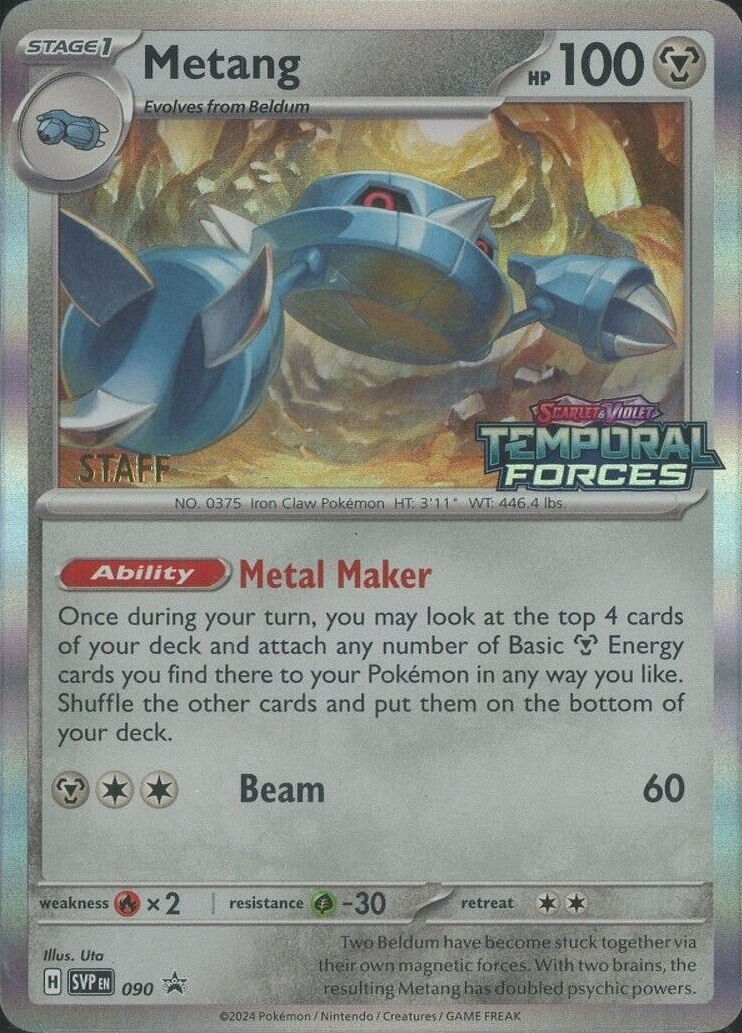 STAGE 1
Metang
HP 100
Evolves from Beldum
SCARLET & VIOLET
TEMPORAL
FORCES
STAFF
NO. 0375 Iron Claw Pokémon HT: 3'11" WT: 446.4 lbs.
Ability Metal Maker
Once during your turn, you may look at the top 4 cards
of your deck and attach any number of Basic Energy
cards you find there to your Pokémon in any way you like.
Shuffle the other cards and put them on the bottom of
your deck.
Beam 60
weakness ×2 resistance -30 retreat
Illus. Uta
Two Beldum have become stuck together via
their own magnetic forces. With two brains, the
resulting Metang has doubled psychic powers.
H SVP EN 090
©2024 Pokémon / Nintendo / Creatures / GAME FREAK